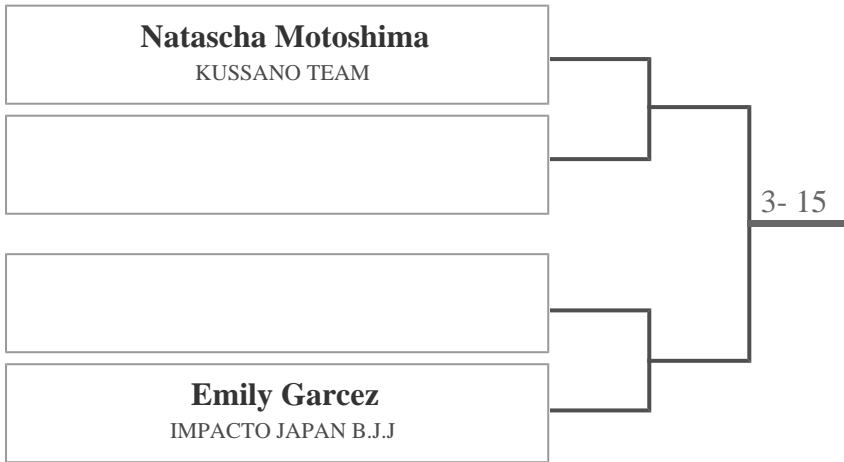 Natascha Motoshima
KUSSANO TEAM
3- 15
Emily Garcez
IMPACTO JAPAN B.J.J